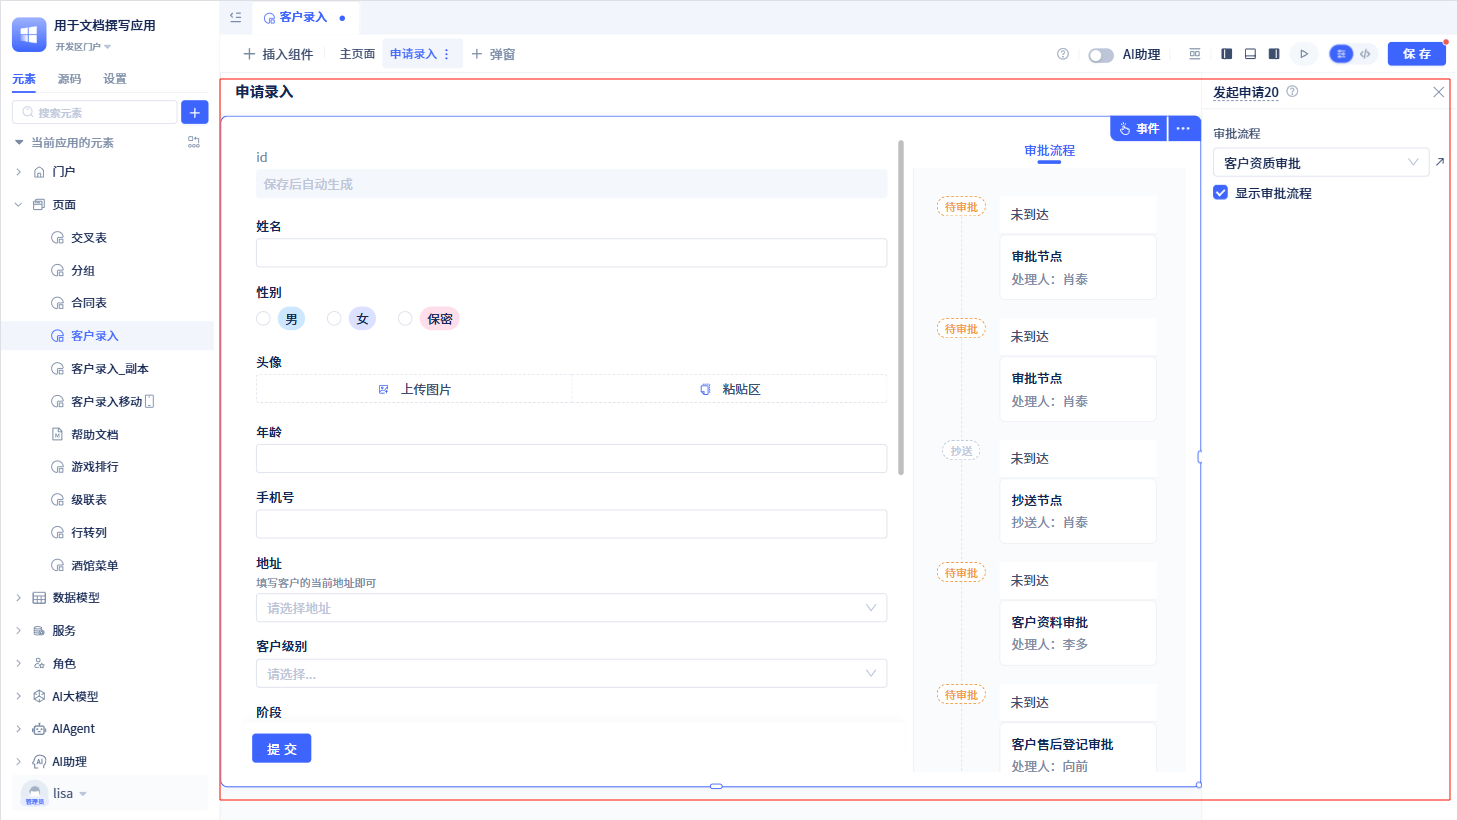 用于文档撰写应用
开发区门户
元素
源码
设置
搜索元素
当前应用的元素
门户
页面
交叉表
分组
合同表
客户录入
客户录入_副本
客户录入移动
帮助文档
游戏排行
级联表
行转列
酒馆菜单
数据模型
服务
角色
AI大模型
AIAgent
AI助理
管理员
lisa
客户录入
插入组件
主页面
申请录入
弹窗
AI助理
保 存
申请录入
事件
id
保存后自动生成
姓名
性别
男
女
保密
头像
上传图片
粘贴区
年龄
手机号
地址
填写客户的当前地址即可
请选择地址
客户级别
请选择...
阶段
提 交
审批流程
待审批
未到达
审批节点
处理人：肖泰
待审批
未到达
审批节点
处理人：肖泰
抄送
未到达
抄送节点
抄送人：肖泰
待审批
未到达
客户资料审批
处理人：李多
待审批
未到达
客户售后登记审批
处理人：向前
发起申请20
审批流程
客户资质审批
显示审批流程